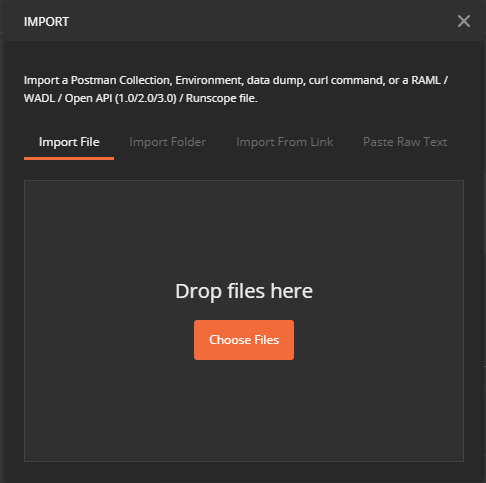 IMPORT
Import a Postman Collection, Environment, data dump, curl command, or a RAML /
WADL / Open API (1.0/2.0/3.0) / Runscope file.
Import File Import Folder Import From Link Paste Raw Text
Drop files here
Choose Files